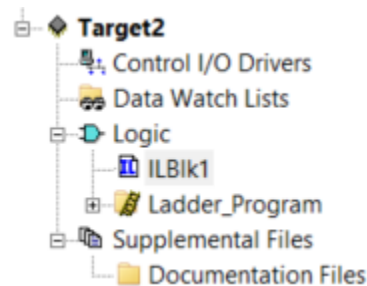 Target2
Control I/O Drivers
Data Watch Lists
Logic
ILBlk1
Ladder_Program
Supplemental Files
Documentation Files